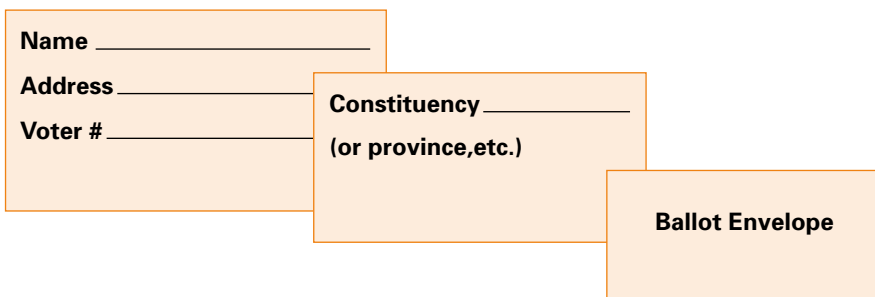 Name
Address
Voter #
Constituency
(or province,etc.)
Ballot Envelope